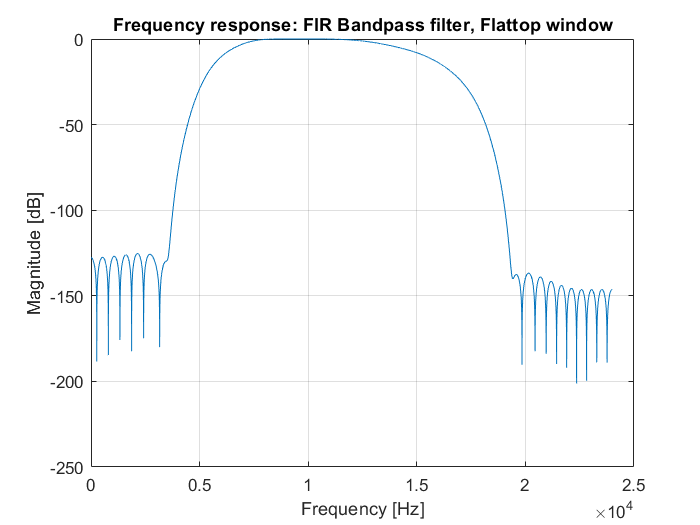 Frequency response: FIR Bandpass filter, Flattop window
0
-50
-100
-150
-200
-250
Magnitude [dB]
0 0.5 1 1.5 2 2.5
Frequency [Hz]
×10⁴